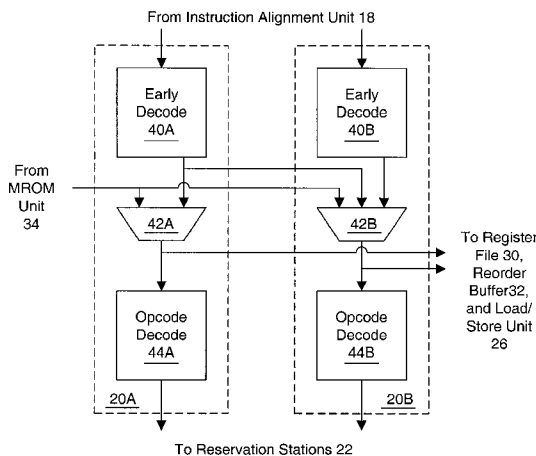 From Instruction Alignment Unit 18
Early
Decode
40A
Early
Decode
40B
From
MROM
Unit
34
42A
42B
To Register
File 30,
Reorder
Buffer32,
and Load/
Store Unit
26
Opcode
Decode
44A
Opcode
Decode
44B
20A
20B
To Reservation Stations 22